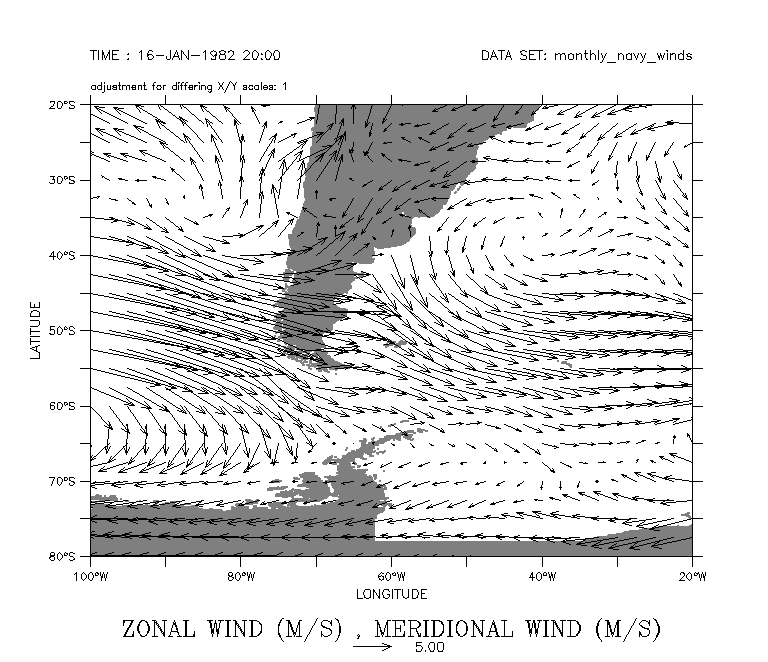 TIME : 16-JAN-1982 20:00 DATA SET: monthly_navy_winds
adjustment for differing X/Y scales: 1
20°S
30°S
40°S
50°S
60°S
70°S
80°S
LATITUDE
100°W 80°W 60°W 40°W 20°W
LONGITUDE
ZONAL WIND (M/S) , MERIDIONAL WIND (M/S)
5.00